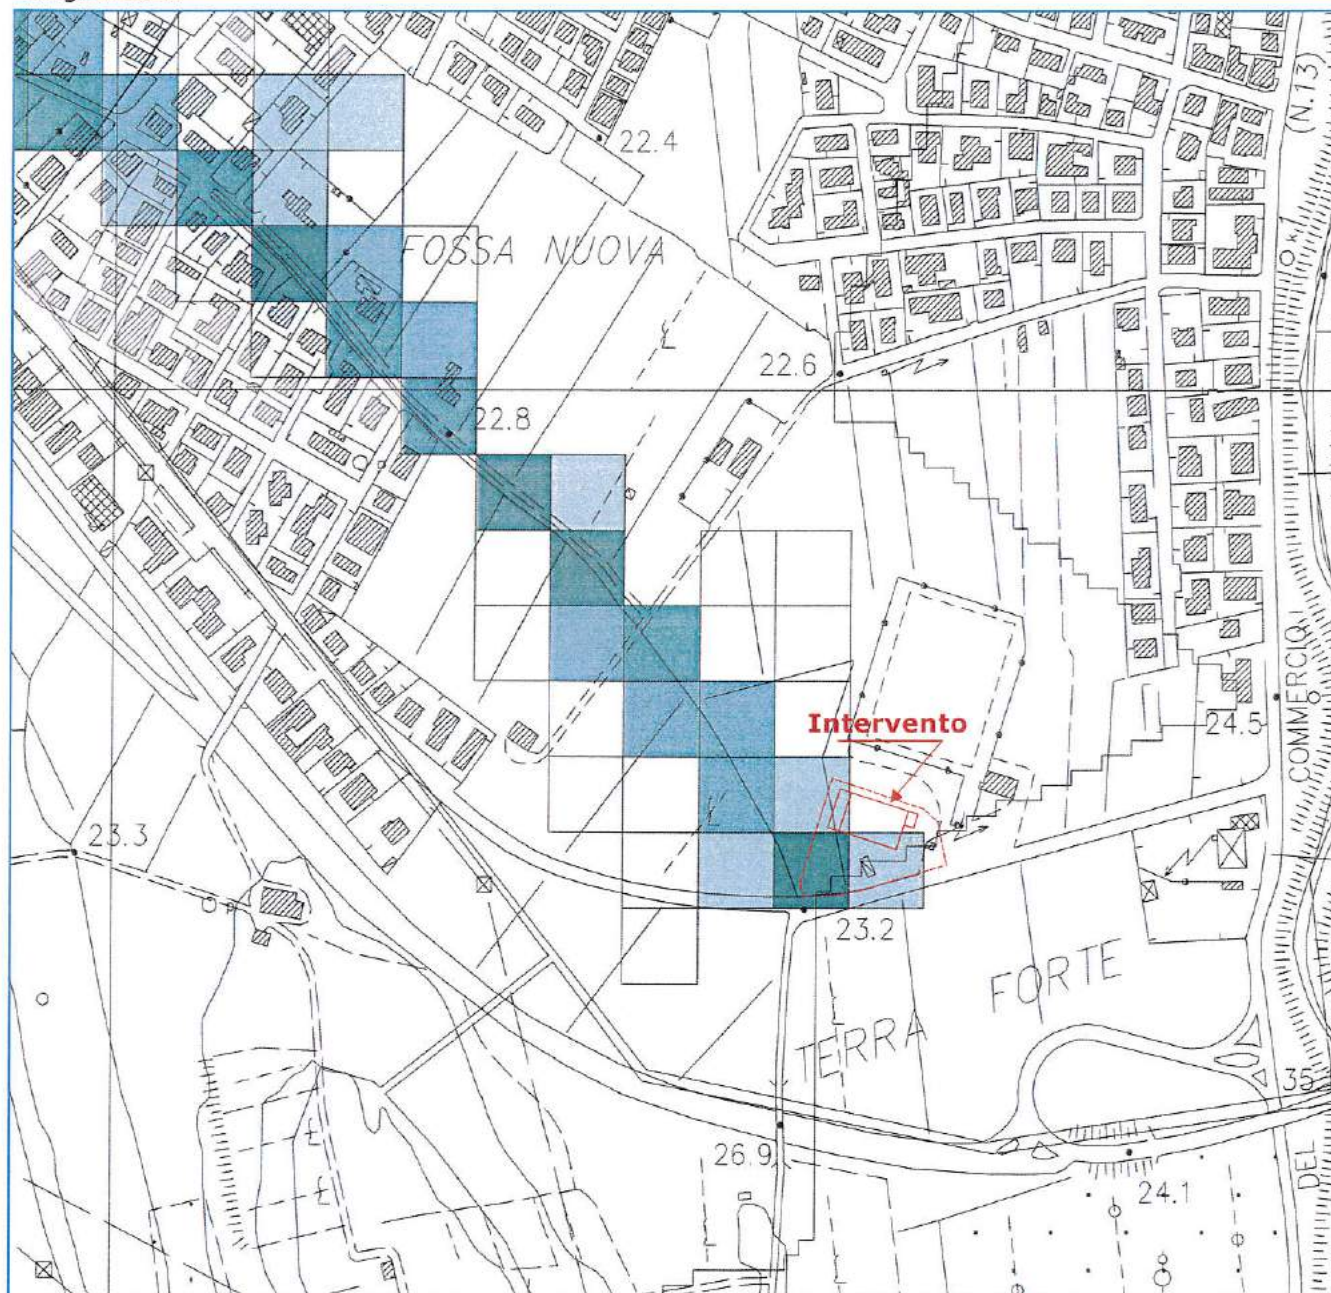 (N.13)
22.4
FOSSA NUOVA
22.6
22.8
Intervento
24.5
COMMERCIO
23.3
23.2
FORTE
TERRA
35
26.9
24.1
DEL